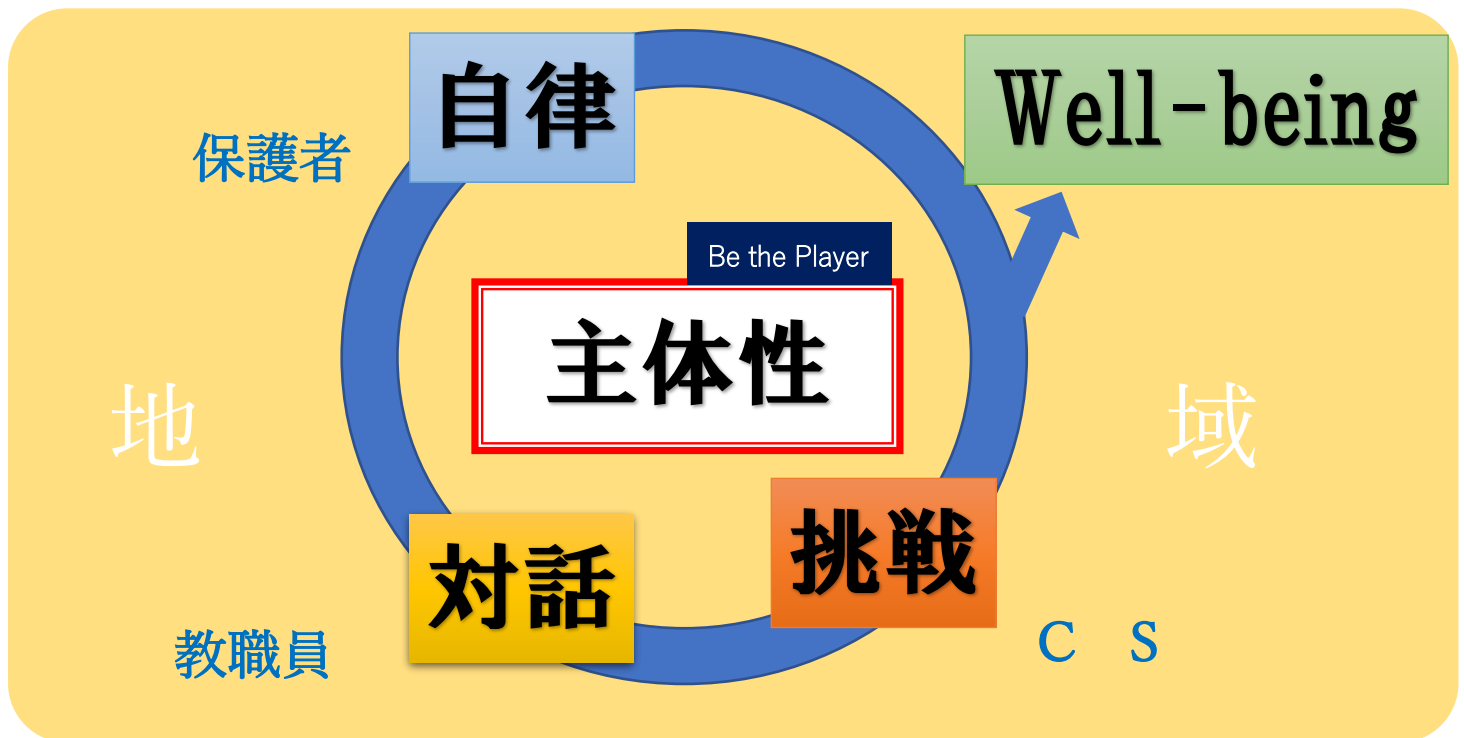 自律
Well-being
保護者
Be the Player
主体性
地　域
対話
挑戦
教職員
Ｃ　Ｓ